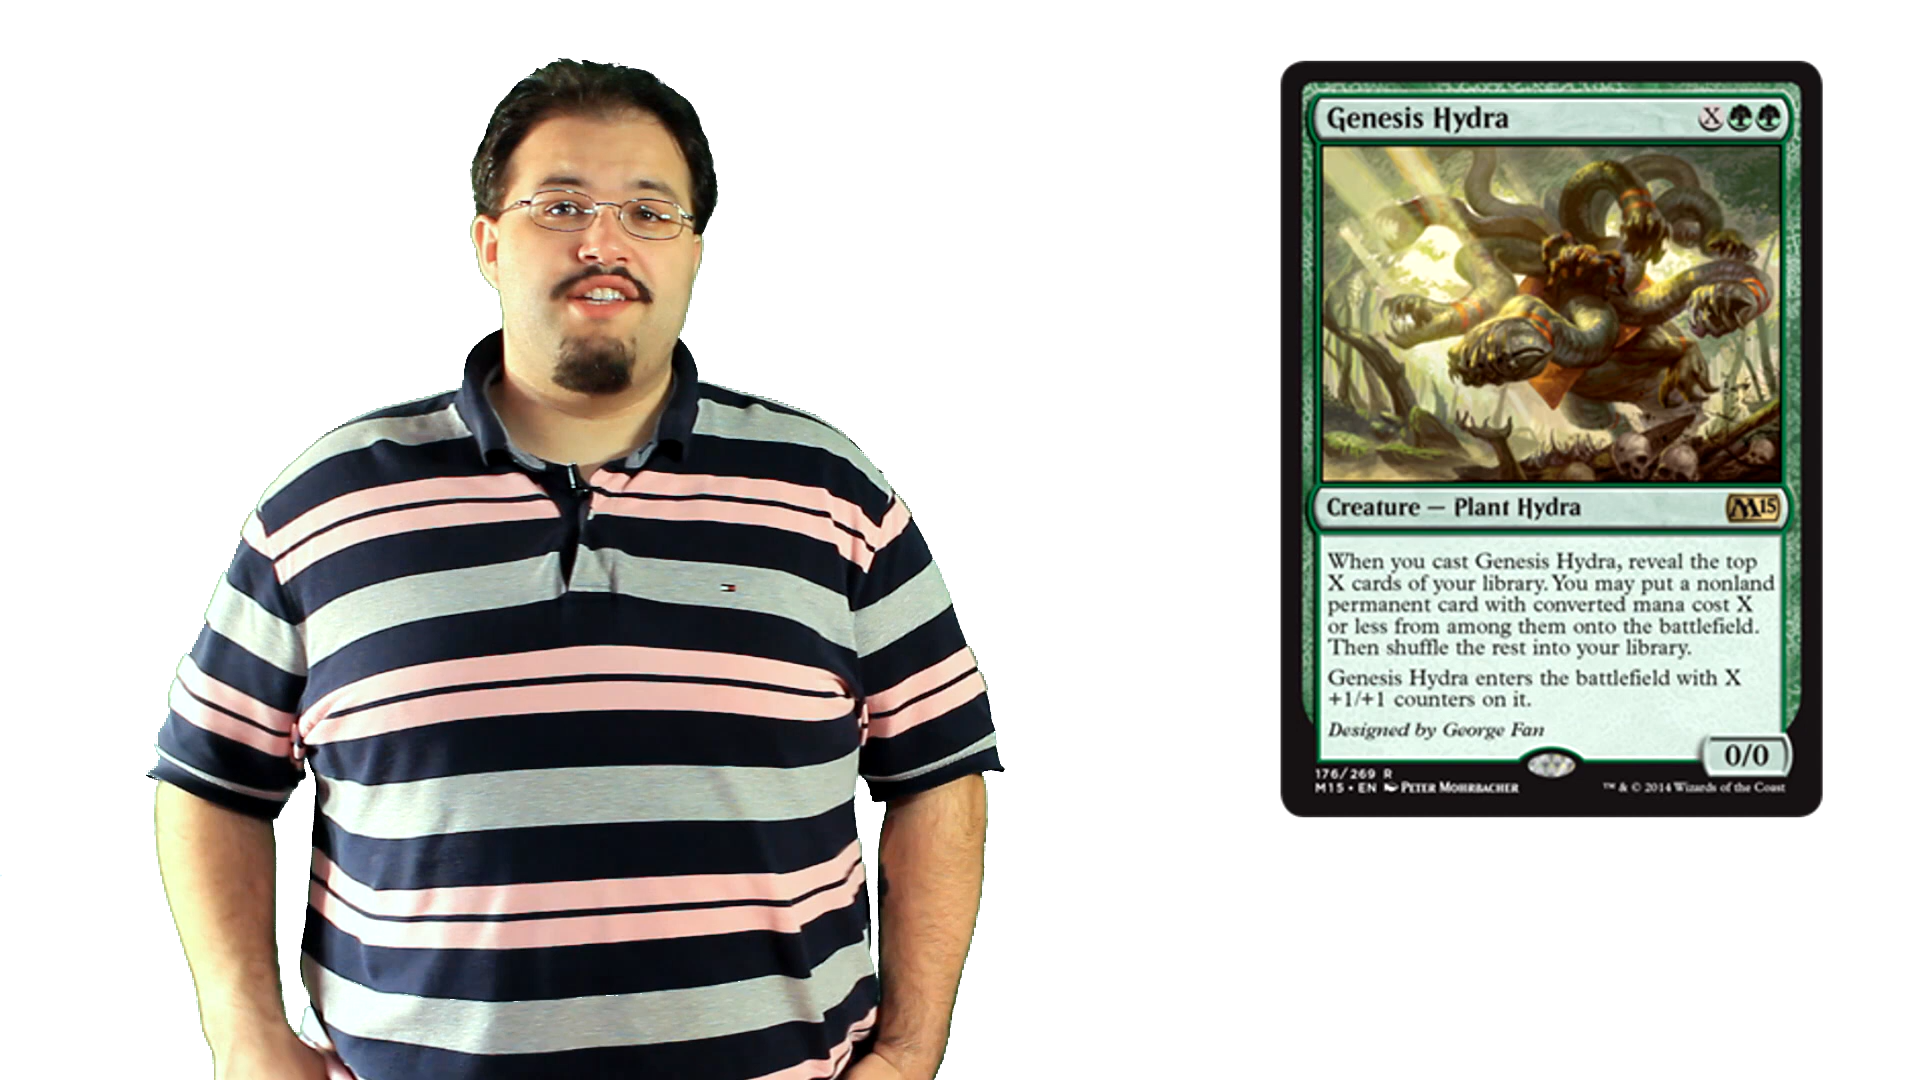 Genesis Hydra X
Creature — Plant Hydra M15
When you cast Genesis Hydra, reveal the top
X cards of your library. You may put a nonland
permanent card with converted mana cost X
or less from among them onto the battlefield.
Then shuffle the rest into your library.
Genesis Hydra enters the battlefield with X
+1/+1 counters on it.
Designed by George Fan
0/0
176/269 R
M15 • EN Peter Mohrbacher ™ & © 2014 Wizards of the Coast